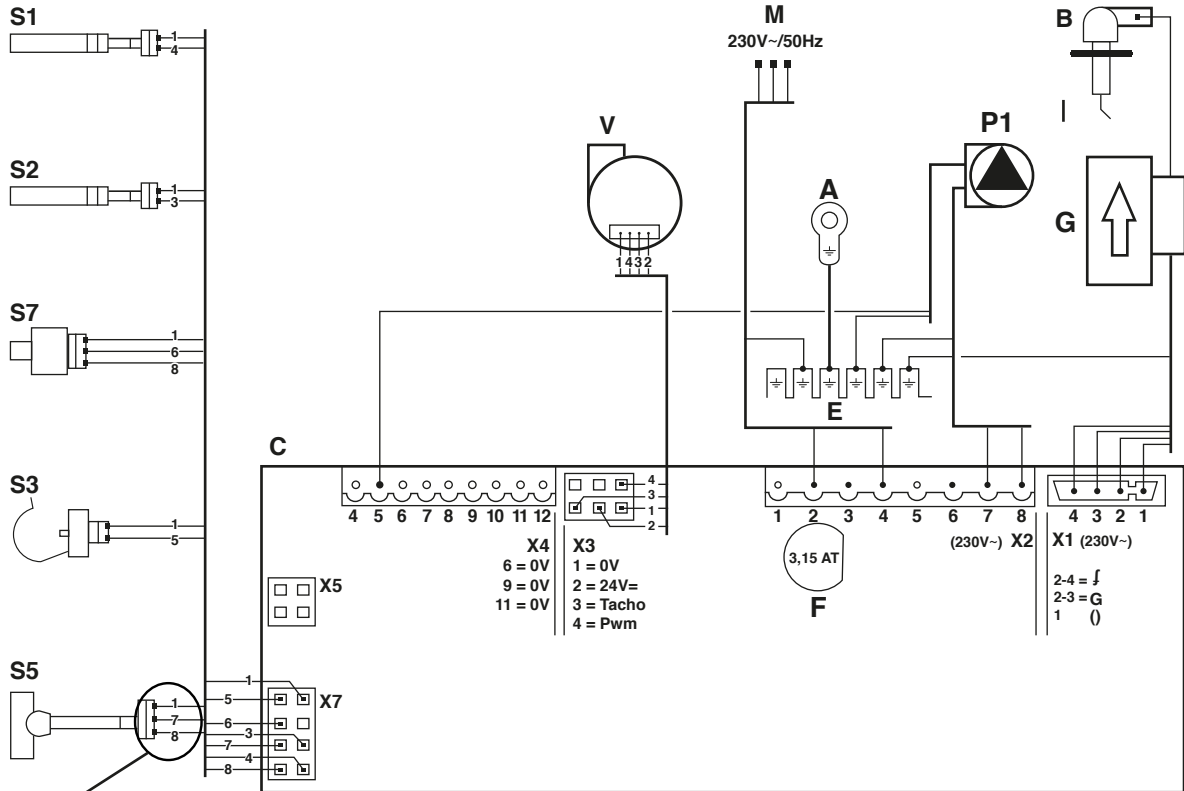 S1
1
4
S2
1
3
S7
1
6
8
S3
1
5
S5
1
7
8
M
230V~/50Hz
V
1432
A
P1
B
I
G
E
C
4 5 6 7 8 9 10 11 12
X4
6 = 0V
9 = 0V
11 = 0V
4
3
1
2
X3
1 = 0V
2 = 24V=
3 = Tacho
4 = Pwm
1 2 3 4 5 6 7 8
(230V~) X2
3,15 AT
F
4 3 2 1
X1 (230V~)
2-4 =
2-3 = G
1 ()
X5
X7
1
5
6
3
7
4
8